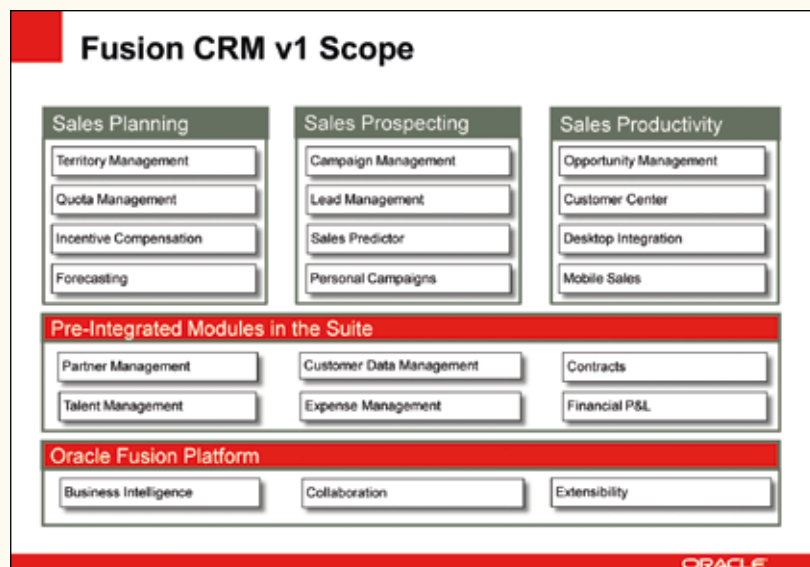 Fusion CRM v1 Scope
Sales Planning
Territory Management
Quota Management
Incentive Compensation
Forecasting
Sales Prospecting
Campaign Management
Lead Management
Sales Predictor
Personal Campaigns
Sales Productivity
Opportunity Management
Customer Center
Desktop Integration
Mobile Sales
Pre-Integrated Modules in the Suite
Partner Management
Customer Data Management
Contracts
Talent Management
Expense Management
Financial P&L
Oracle Fusion Platform
Business Intelligence
Collaboration
Extensibility
ORACLE